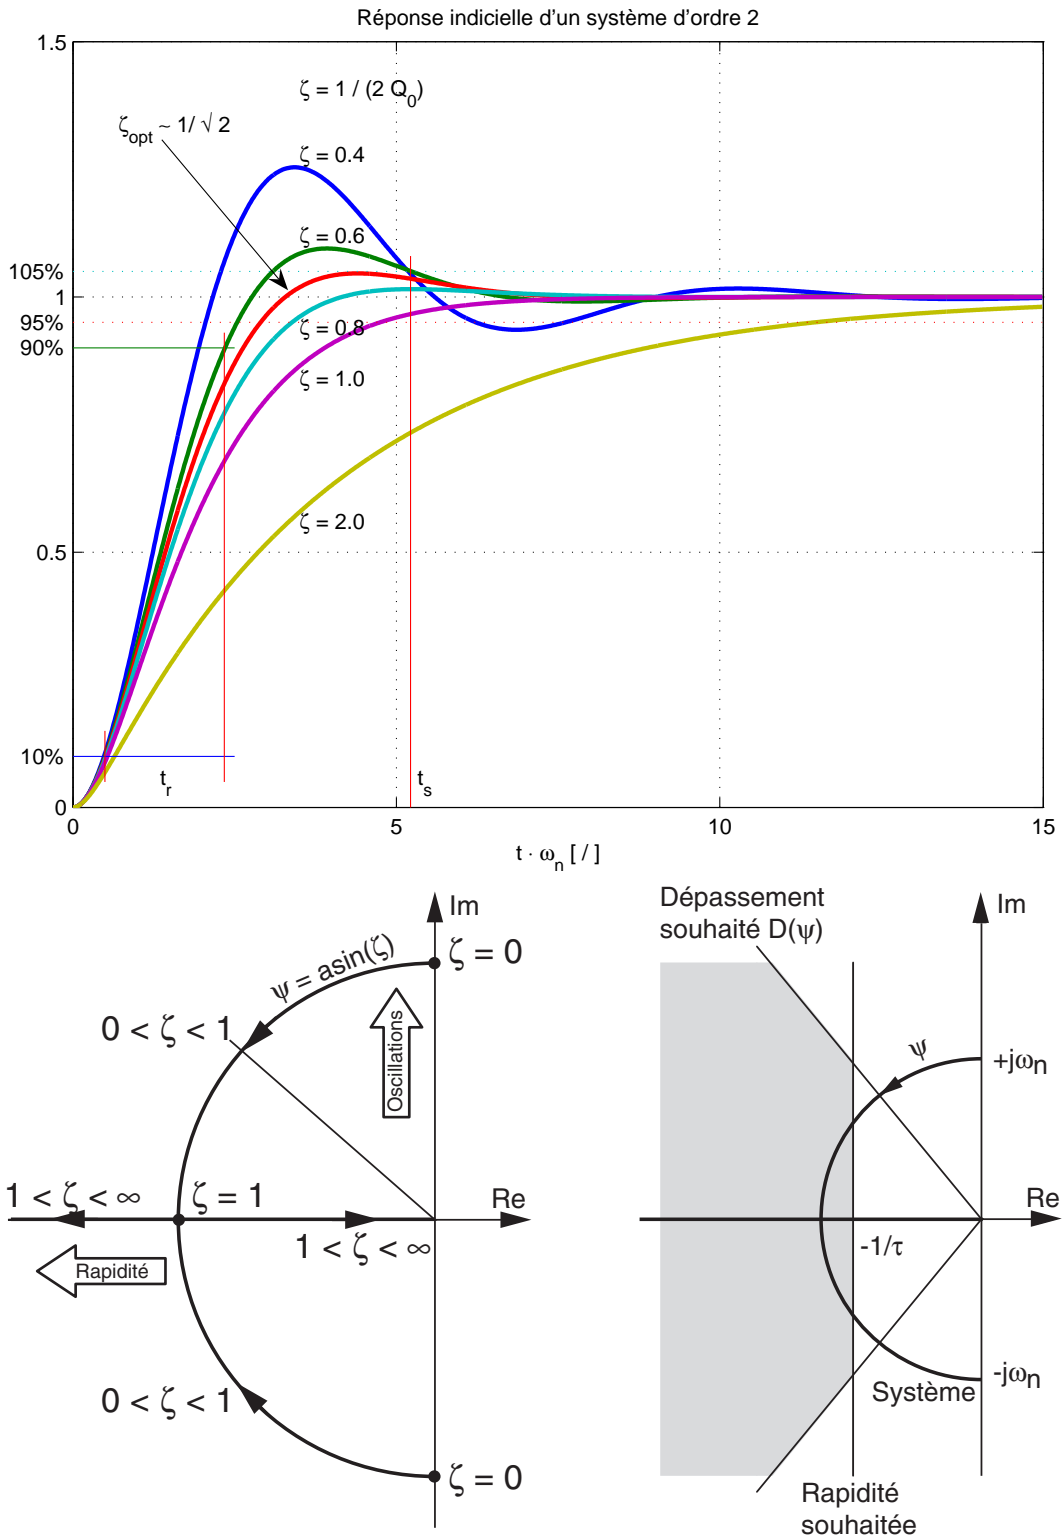 Réponse indicielle d'un système d'ordre 2
1.5
ζ = 1 / (2 Q₀)
ζopt ~ 1/ √ 2
ζ = 0.4
ζ = 0.6
105%
1
95%
ζ = 0.8
90%
ζ = 1.0
ζ = 2.0
0.5
10%
tr
ts
0
0
5
10
15
t · ωn [ / ]
Im
ψ = asin(ζ)
ζ = 0
0 < ζ < 1
Oscillations
1 < ζ < ∞
ζ = 1
Re
1 < ζ < ∞
Rapidité
0 < ζ < 1
ζ = 0
Dépassement
souhaité D(ψ)
Im
ψ
+jωn
Re
-1/τ
-jωn
Système
Rapidité
souhaitée